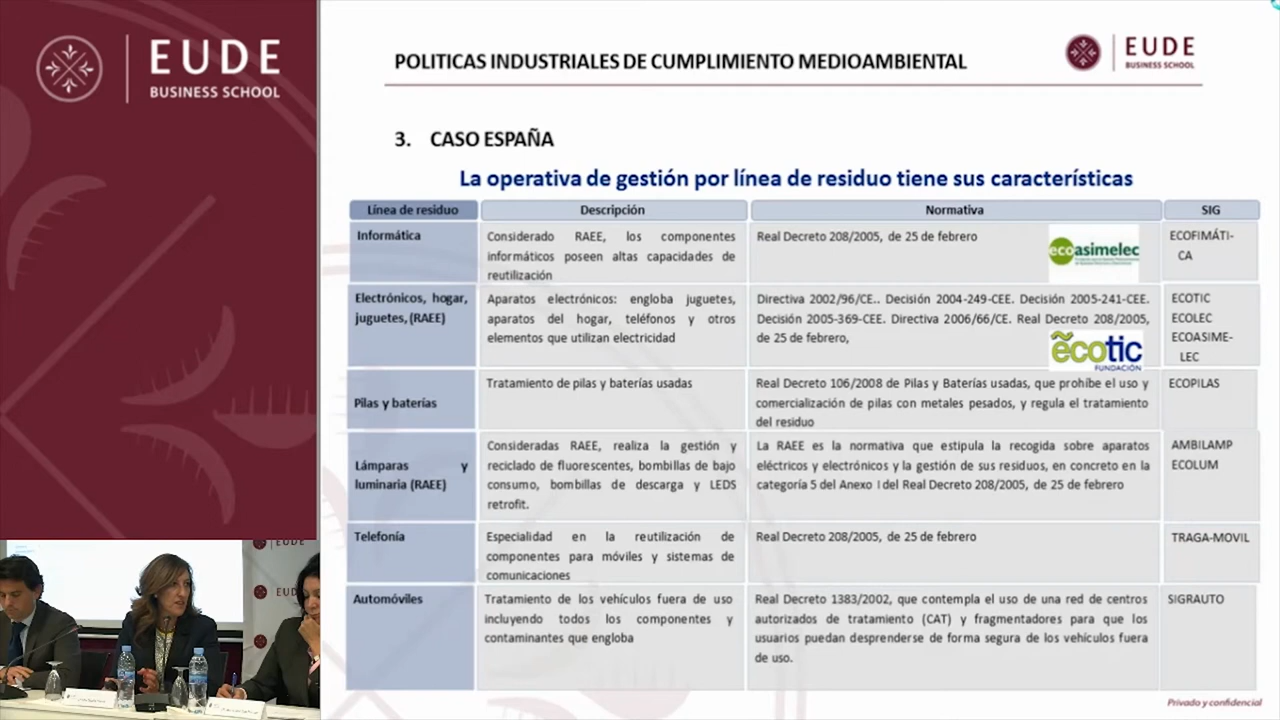 EUDE
BUSINESS SCHOOL
POLITICAS INDUSTRIALES DE CUMPLIMIENTO MEDIOAMBIENTAL
EUDE
BUSINESS SCHOOL
3. CASO ESPAÑA
La operativa de gestión por línea de residuo tiene sus características
Línea de residuo Descripción Normativa SIG
Informática
Considerado RAEE, los componentes
informáticos poseen altas capacidades de
reutilización
Real Decreto 208/2005, de 25 de febrero
ecoasimelec
ECOFIMÁTI-
CA
Electrónicos, hogar,
juguetes, (RAEE)
Aparatos electrónicos: engloba juguetes,
aparatos del hogar, teléfonos y otros
elementos que utilizan electricidad
Directiva 2002/96/CE.. Decisión 2004-249-CEE. Decisión 2005-241-CEE.
Decisión 2005-369-CEE. Directiva 2006/66/CE. Real Decreto 208/2005,
de 25 de febrero,
ecotic
FUNDACIÓN
ECOTIC
ECOLEC
ECOASIME-
LEC
Pilas y baterías
Tratamiento de pilas y baterías usadas
Real Decreto 106/2008 de Pilas y Baterías usadas, que prohíbe el uso y
comercialización de pilas con metales pesados, y regula el tratamiento
del residuo
ECOPILAS
Lámparas y
luminaria (RAEE)
Consideradas RAEE, realiza la gestión y
reciclado de fluorescentes, bombillas de bajo
consumo, bombillas de descarga y LEDS
retrofit.
La RAEE es la normativa que estipula la recogida sobre aparatos
eléctricos y electrónicos y la gestión de sus residuos, en concreto en la
categoría 5 del Anexo I del Real Decreto 208/2005, de 25 de febrero
AMBILAMP
ECOLUM
Telefonía
Especialidad en la reutilización de
componentes para móviles y sistemas de
comunicaciones
Real Decreto 208/2005, de 25 de febrero
TRAGA-MOVIL
Automóviles
Tratamiento de los vehículos fuera de uso
incluyendo todos los componentes y
contaminantes que engloba
Real Decreto 1383/2002, que contempla el uso de una red de centros
autorizados de tratamiento (CAT) y fragmentadores para que los
usuarios puedan desprenderse de forma segura de los vehículos fuera
de uso.
SIGRAUTO
Privado y confidencial
EUDE
EUDE